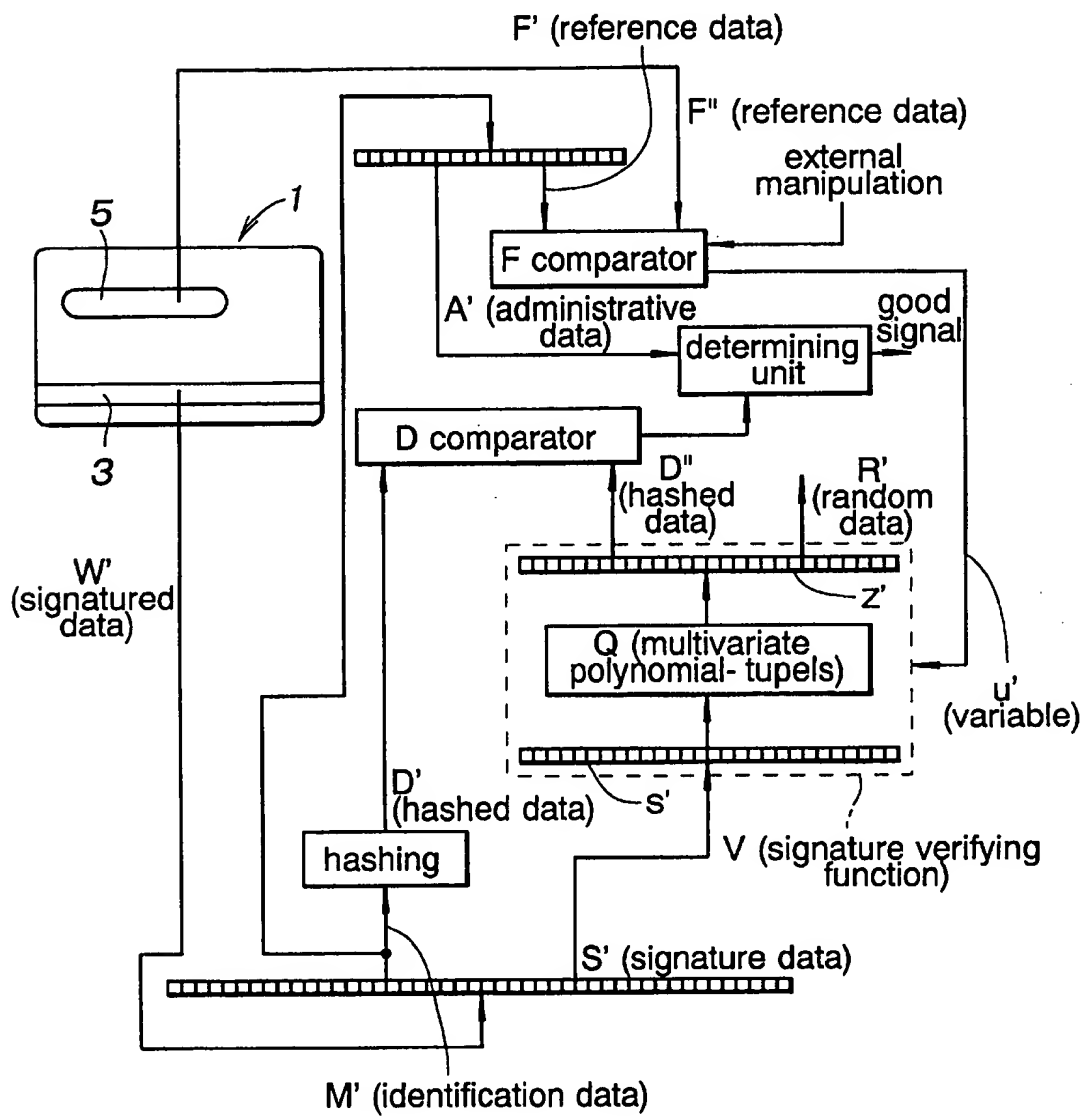 F' (reference data)
F" (reference data)
external
manipulation
1
5
F comparator
A' (administrative
data)
good
signal
determining
unit
D comparator
3
D"
(hashed
data)
R'
(random
data)
W'
(signatured
data)
z'
Q (multivariate
polynomial- tupels)
u'
(variable)
s'
D'
(hashed data)
hashing
V (signature verifying
function)
S' (signature data)
M' (identification data)